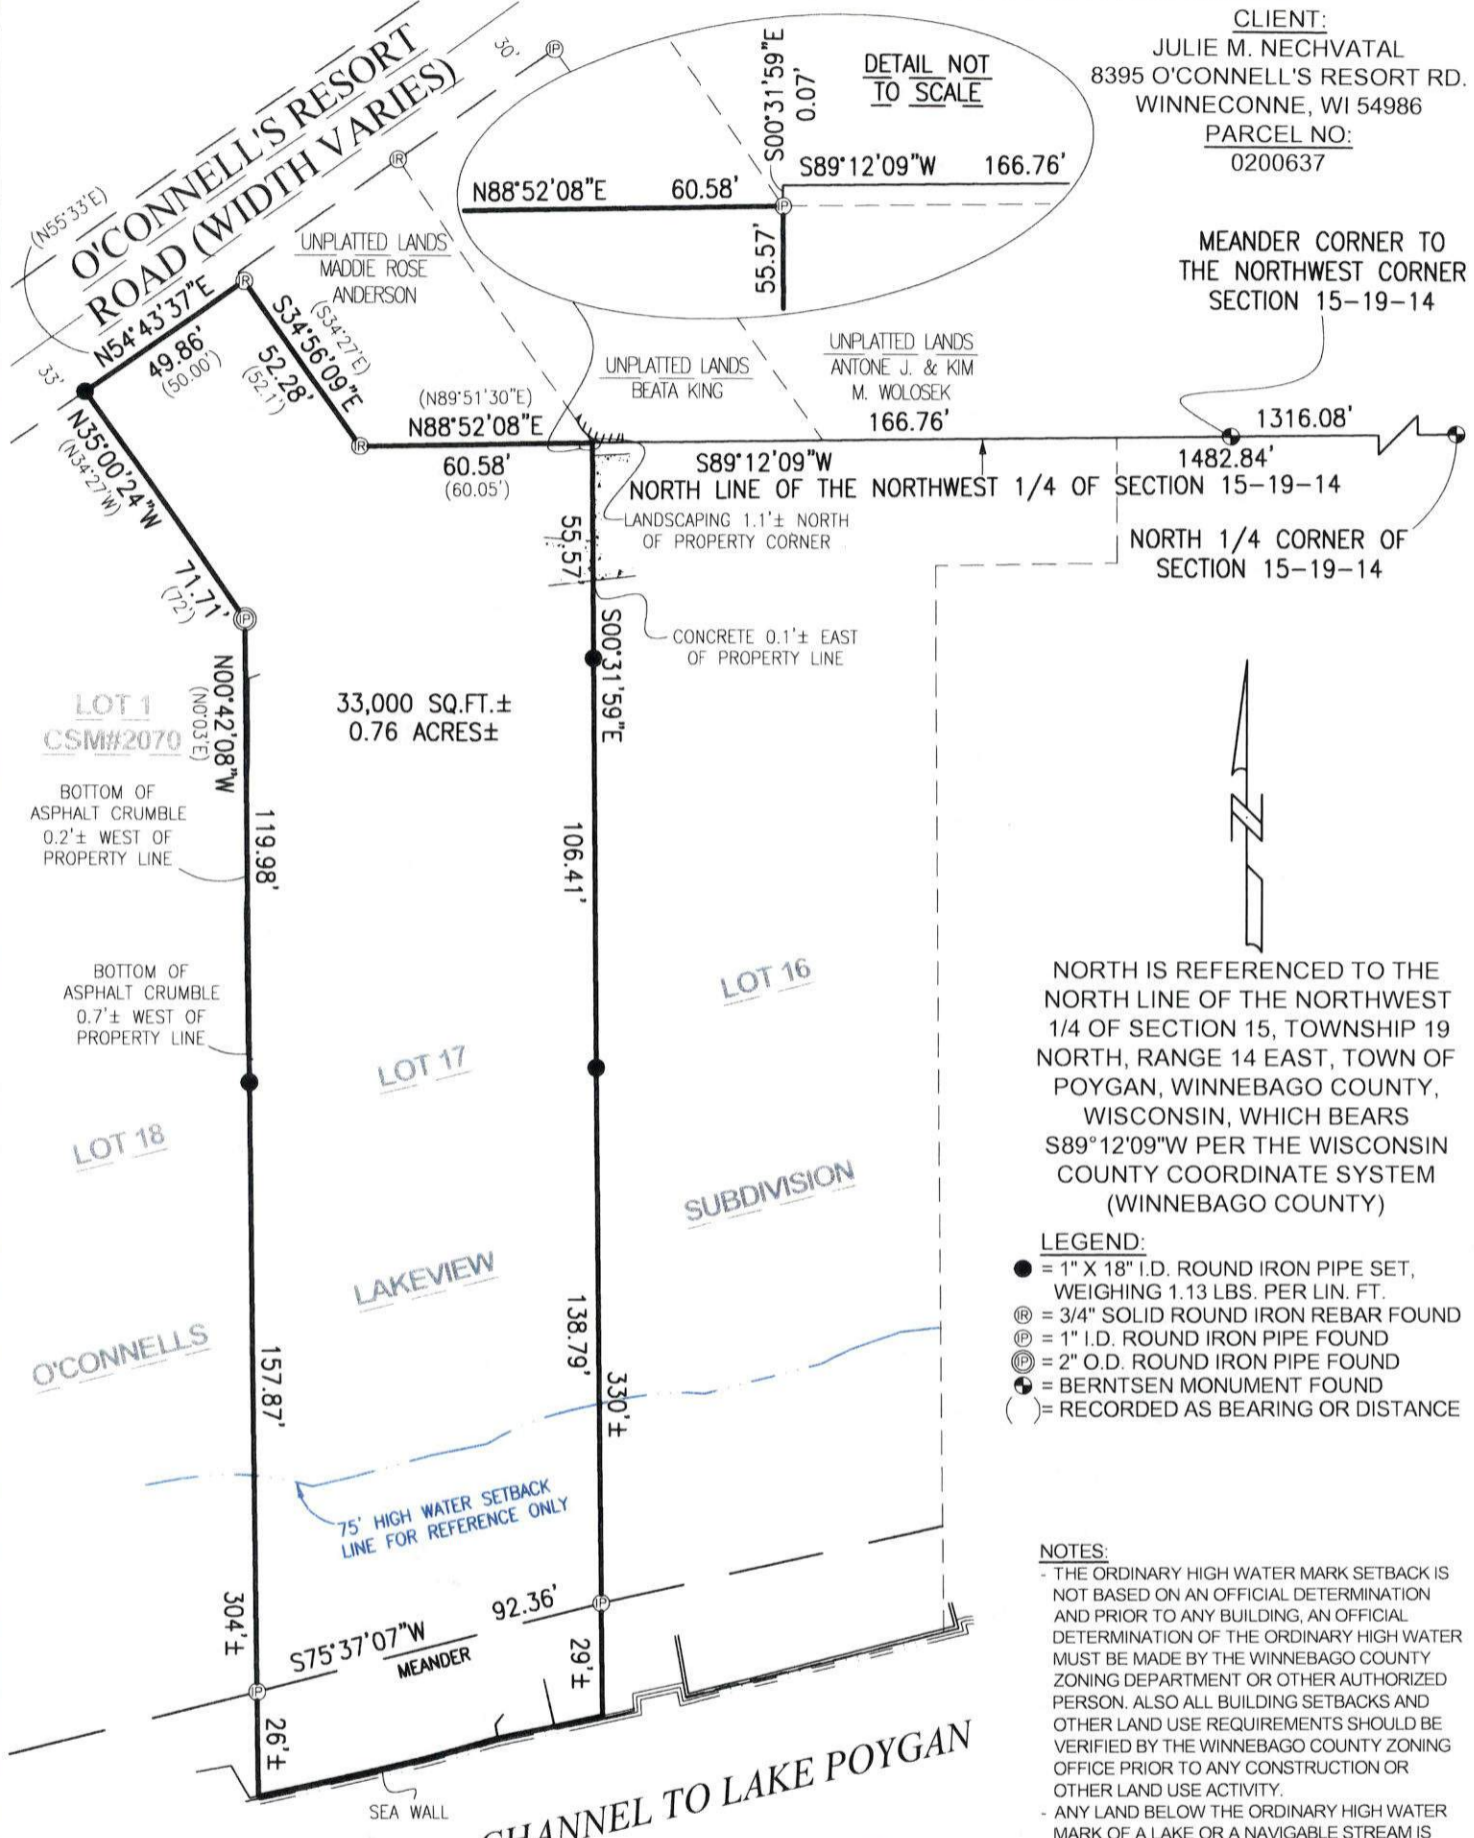 CLIENT:
JULIE M. NECHVATAL
8395 O'CONNELL'S RESORT RD.
WINNECONNE, WI 54986
PARCEL NO:
0200637
O'CONNELL'S RESORT
ROAD (WIDTH VARIES)
30'
IP
IR
DETAIL NOT
TO SCALE
S00°31'59"E
0.07'
S89°12'09"W 166.76'
N88°52'08"E 60.58'
IP
55.57'
(N55°33'E)
N54°43'37"E
49.86'
(50.00')
33'
IR
S34°56'09"E
(S34°27'E)
52.28'
(52.1')
UNPLATTED LANDS
MADDIE ROSE
ANDERSON
UNPLATTED LANDS
BEATA KING
UNPLATTED LANDS
ANTONE J. & KIM
M. WOLOSEK
MEANDER CORNER TO
THE NORTHWEST CORNER
SECTION 15-19-14
(N89°51'30"E)
N88°52'08"E
60.58'
(60.05')
IR
166.76'
1316.08'
S89°12'09"W
1482.84'
NORTH LINE OF THE NORTHWEST 1/4 OF SECTION 15-19-14
LANDSCAPING 1.1'± NORTH
OF PROPERTY CORNER
NORTH 1/4 CORNER OF
SECTION 15-19-14
N35°00'24"W
(N34°27'W)
71.71'
(72')
IP
55.57'
S00°31'59"E
CONCRETE 0.1'± EAST
OF PROPERTY LINE
N00°42'08"W
(N0°03'E)
LOT 1
CSM#2070
33,000 SQ.FT.±
0.76 ACRES±
BOTTOM OF
ASPHALT CRUMBLE
0.2'± WEST OF
PROPERTY LINE
119.98'
106.41'
BOTTOM OF
ASPHALT CRUMBLE
0.7'± WEST OF
PROPERTY LINE
LOT 16
LOT 17
LOT 18
SUBDIVISION
LAKEVIEW
O'CONNELLS
N
NORTH IS REFERENCED TO THE
NORTH LINE OF THE NORTHWEST
1/4 OF SECTION 15, TOWNSHIP 19
NORTH, RANGE 14 EAST, TOWN OF
POYGAN, WINNEBAGO COUNTY,
WISCONSIN, WHICH BEARS
S89°12'09"W PER THE WISCONSIN
COUNTY COORDINATE SYSTEM
(WINNEBAGO COUNTY)
LEGEND:
= 1" X 18" I.D. ROUND IRON PIPE SET,
WEIGHING 1.13 LBS. PER LIN. FT.
IR = 3/4" SOLID ROUND IRON REBAR FOUND
IP = 1" I.D. ROUND IRON PIPE FOUND
IP = 2" O.D. ROUND IRON PIPE FOUND
= BERNTSEN MONUMENT FOUND
( ) = RECORDED AS BEARING OR DISTANCE
157.87'
138.79'
330'±
75' HIGH WATER SETBACK
LINE FOR REFERENCE ONLY
304'±
S75°37'07"W 92.36'
MEANDER
IP
IP
29'±
26'±
SEA WALL
CHANNEL TO LAKE POYGAN
NOTES:
- THE ORDINARY HIGH WATER MARK SETBACK IS
NOT BASED ON AN OFFICIAL DETERMINATION
AND PRIOR TO ANY BUILDING, AN OFFICIAL
DETERMINATION OF THE ORDINARY HIGH WATER
MUST BE MADE BY THE WINNEBAGO COUNTY
ZONING DEPARTMENT OR OTHER AUTHORIZED
PERSON. ALSO ALL BUILDING SETBACKS AND
OTHER LAND USE REQUIREMENTS SHOULD BE
VERIFIED BY THE WINNEBAGO COUNTY ZONING
OFFICE PRIOR TO ANY CONSTRUCTION OR
OTHER LAND USE ACTIVITY.
- ANY LAND BELOW THE ORDINARY HIGH WATER
MARK OF A LAKE OR A NAVIGABLE STREAM IS